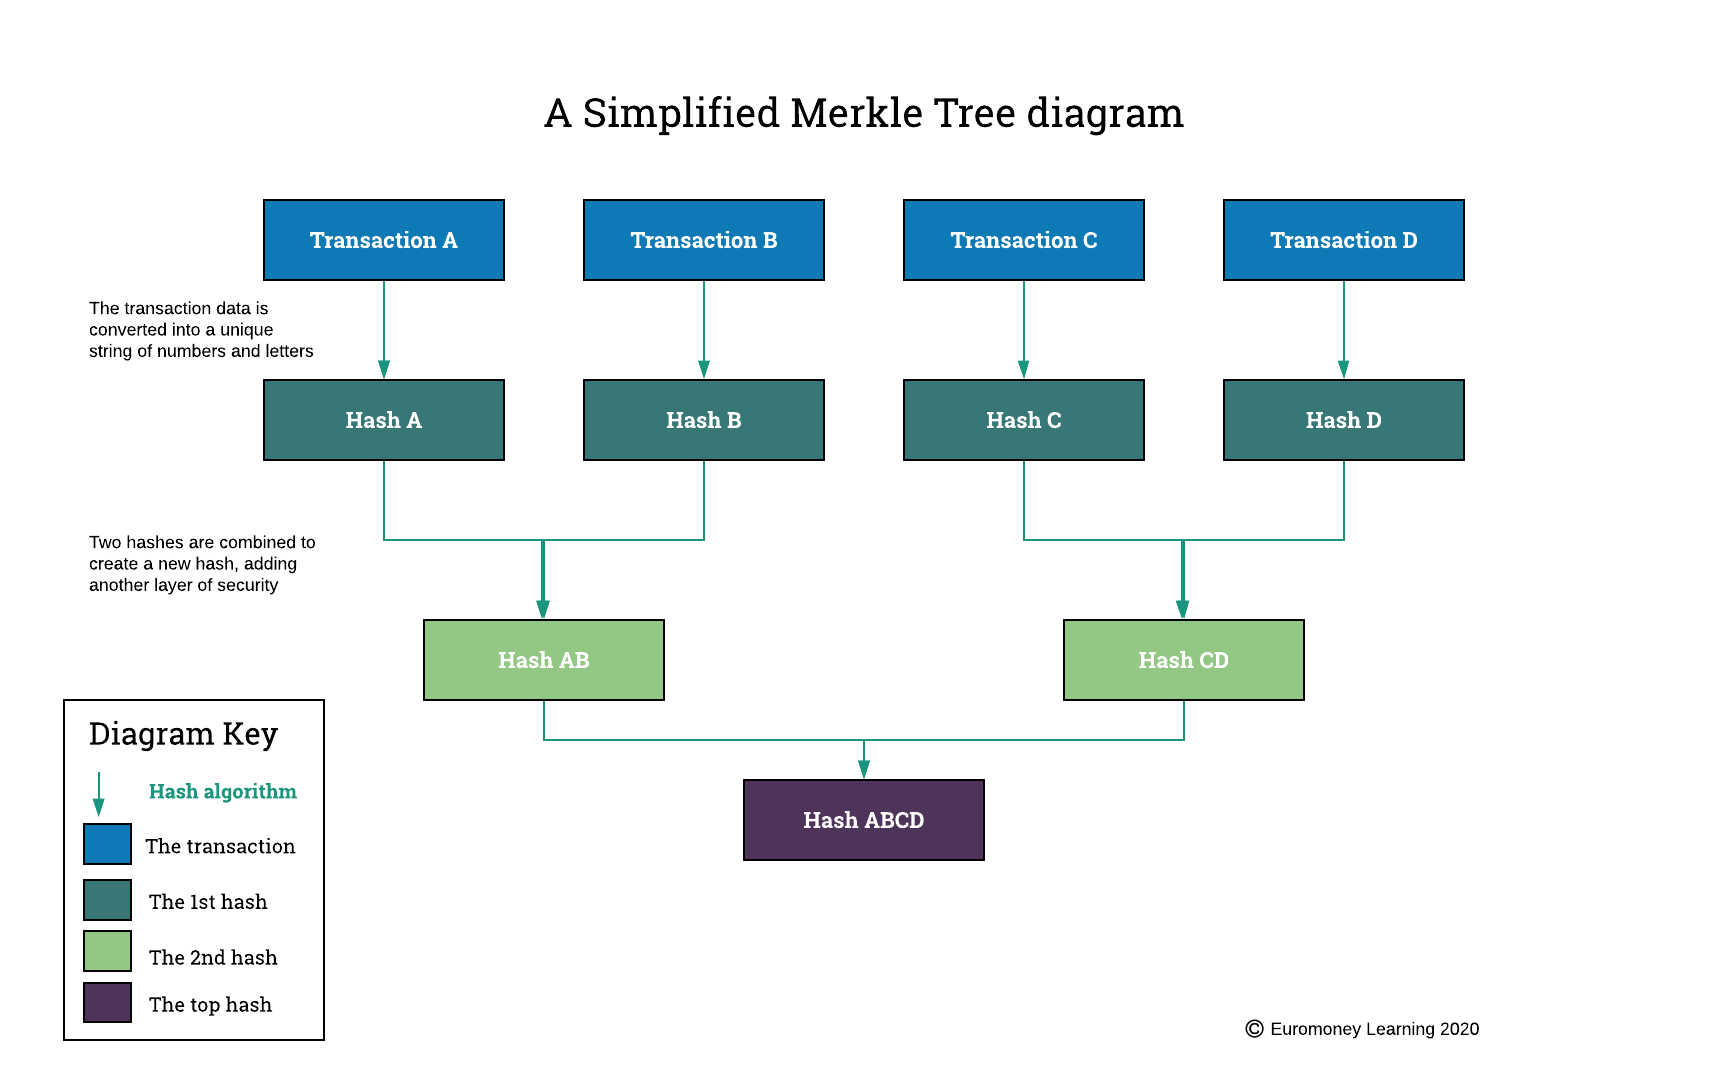 A Simplified Merkle Tree diagram
Transaction A
Transaction B
Transaction C
Transaction D
The transaction data is
converted into a unique
string of numbers and letters
Hash A
Hash B
Hash C
Hash D
Two hashes are combined to
create a new hash, adding
another layer of security
Hash AB
Hash CD
Hash ABCD
Diagram Key
Hash algorithm
The transaction
The 1st hash
The 2nd hash
The top hash
© Euromoney Learning 2020